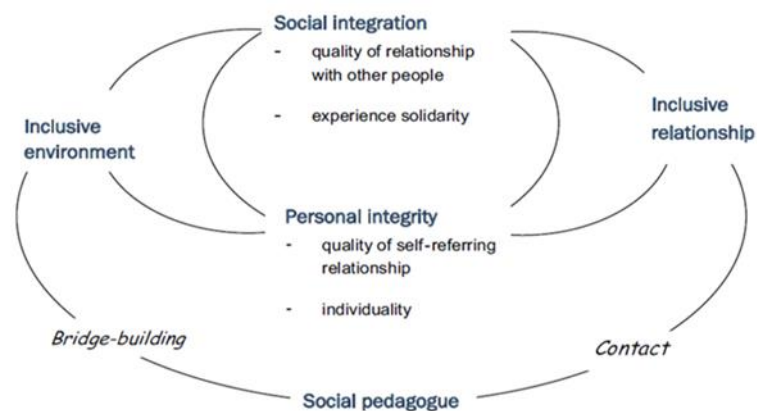 Social integration
- quality of relationship
with other people
- experience solidarity
Inclusive
environment
Inclusive
relationship
Personal integrity
- quality of self-referring
relationship
- individuality
Bridge-building
Contact
Social pedagogue